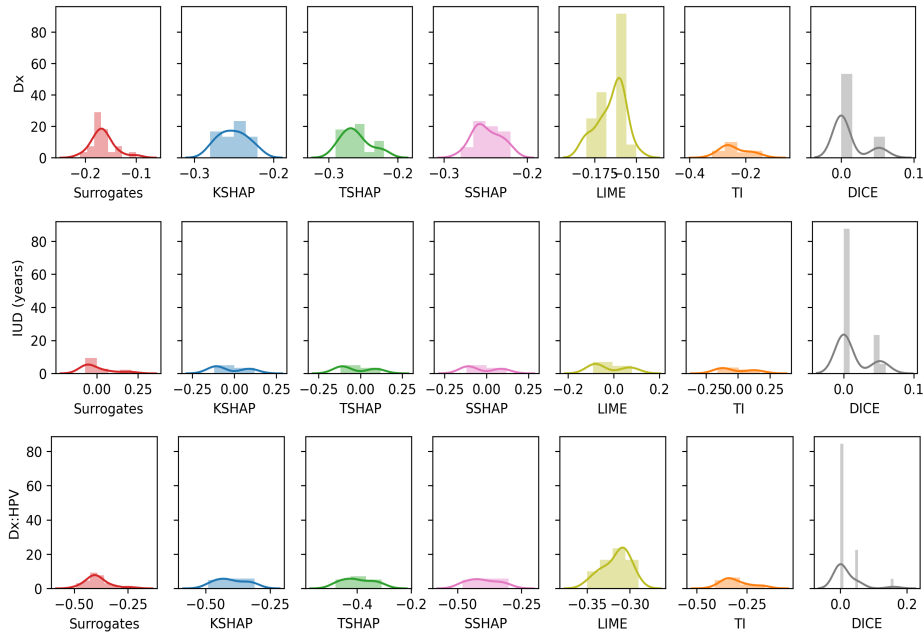 80
60
40
20
0
Dx
−0.2 −0.1
−0.3 −0.2
−0.3 −0.2
−0.3 −0.2
−0.175 −0.150
−0.4 −0.2
0.0 0.1
Surrogates KSHAP TSHAP SSHAP LIME TI DICE
80
60
40
20
0
IUD (years)
0.00 0.25
−0.25 0.00 0.25
−0.25 0.00 0.25
−0.25 0.00 0.25
−0.2 0.0 0.2
−0.25 0.00 0.25
0.0 0.1
Surrogates KSHAP TSHAP SSHAP LIME TI DICE
80
60
40
20
0
Dx:HPV
−0.50 −0.25
−0.50 −0.25
−0.4 −0.2
−0.50 −0.25
−0.35 −0.30
−0.50 −0.25
0.0 0.2
Surrogates KSHAP TSHAP SSHAP LIME TI DICE